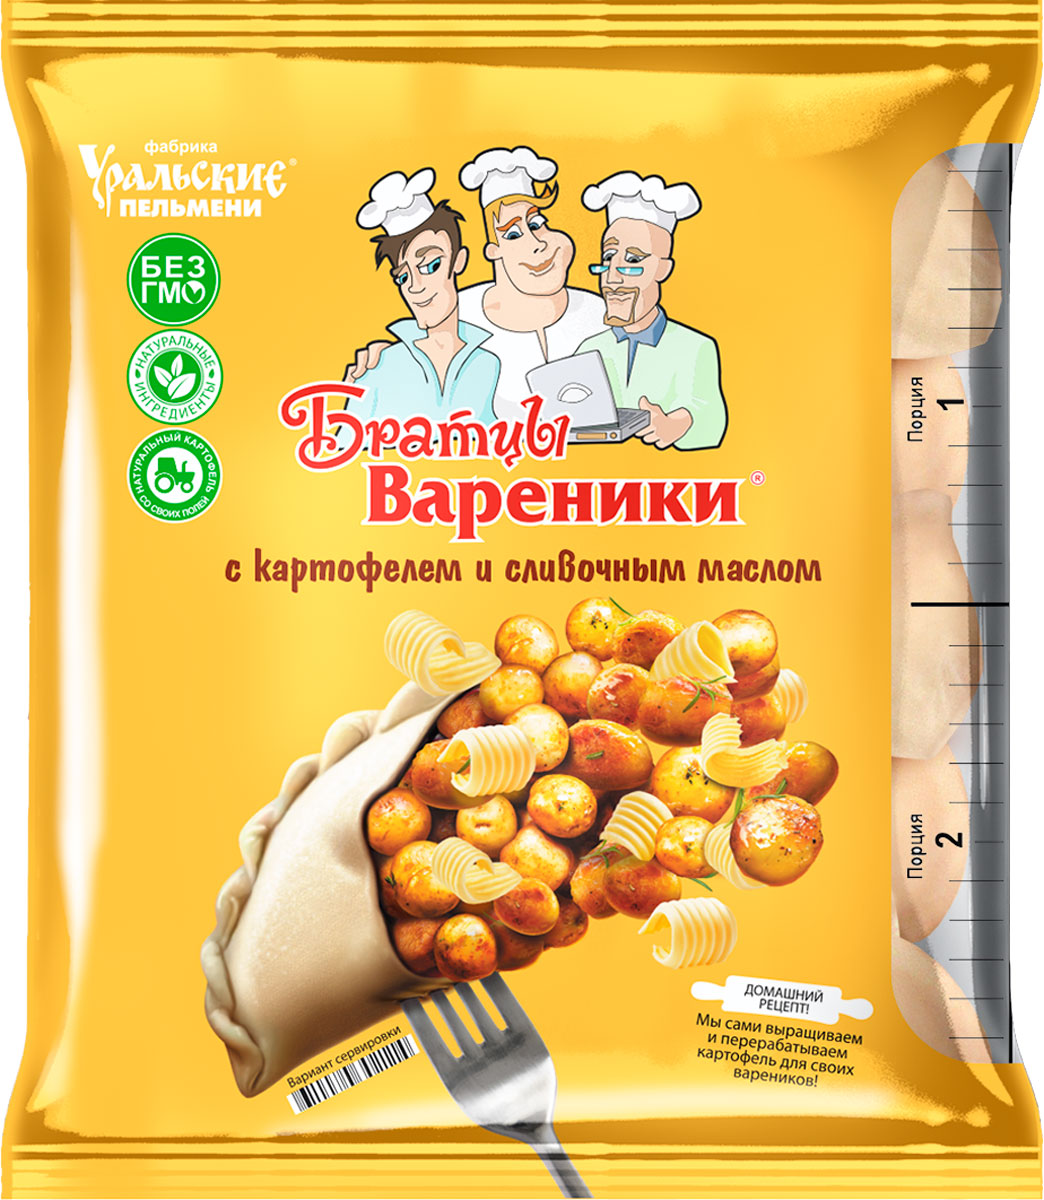 фабрика
Уральские®
ПЕЛЬМЕНИ
БЕЗ
ГМО
НАТУРАЛЬНЫЕ
ИНГРЕДИЕНТЫ
НАТУРАЛЬНЫЙ КАРТОФЕЛЬ
СО СВОИХ ПОЛЕЙ
Братцы
Вареники®
с картофелем и сливочным маслом
Порция 1
Порция 2
ДОМАШНИЙ
РЕЦЕПТ!
Мы сами выращиваем
и перерабатываем
картофель для своих
вареников!
Вариант сервировки